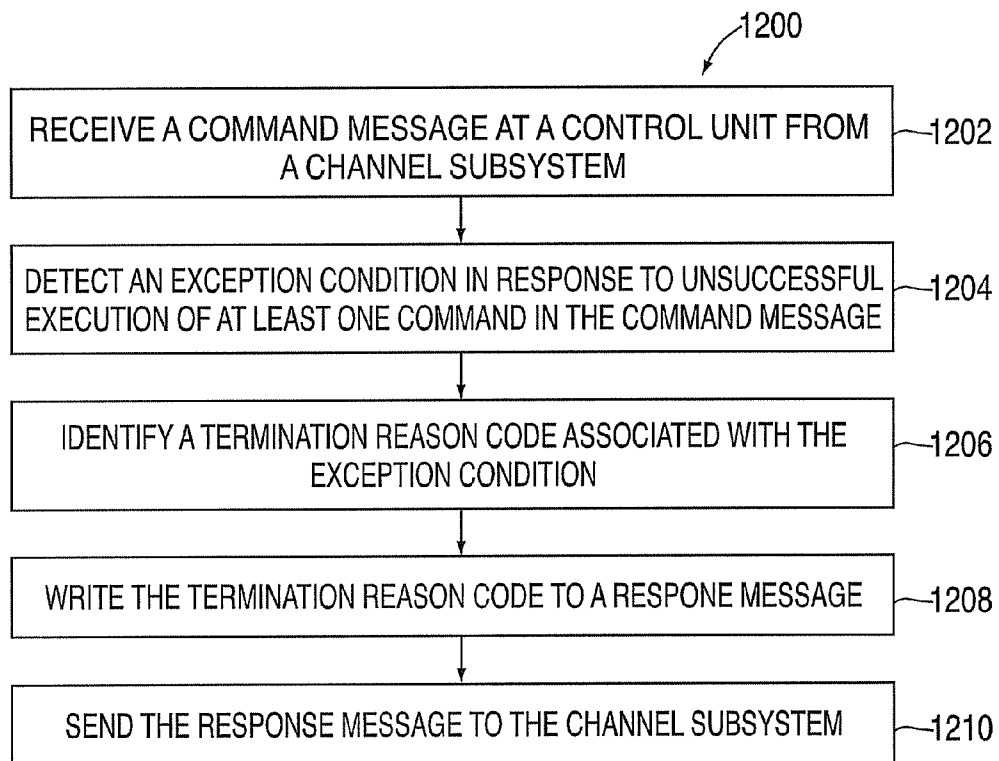 1200
RECEIVE A COMMAND MESSAGE AT A CONTROL UNIT FROM
A CHANNEL SUBSYSTEM
1202
DETECT AN EXCEPTION CONDITION IN RESPONSE TO UNSUCCESSFUL
EXECUTION OF AT LEAST ONE COMMAND IN THE COMMAND MESSAGE
1204
IDENTIFY A TERMINATION REASON CODE ASSOCIATED WITH THE
EXCEPTION CONDITION
1206
WRITE THE TERMINATION REASON CODE TO A RESPONE MESSAGE
1208
SEND THE RESPONSE MESSAGE TO THE CHANNEL SUBSYSTEM
1210